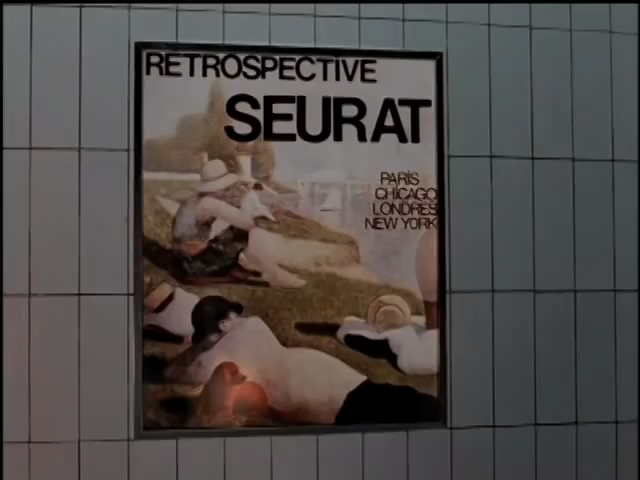 RETROSPECTIVE
SEURAT
PARIS
CHICAGO
LONDRES
NEW YORK